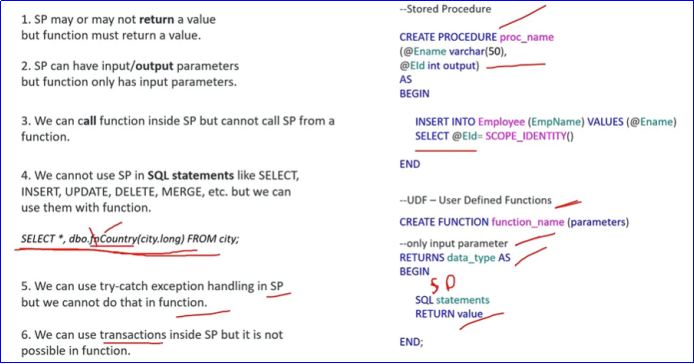 1. SP may or may not return a value
but function must return a value.
2. SP can have input/output parameters
but function only has input parameters.
3. We can call function inside SP but cannot call SP from a
function.
4. We cannot use SP in SQL statements like SELECT,
INSERT, UPDATE, DELETE, MERGE, etc. but we can
use them with function.
SELECT *, dbo.fnCountry(city.long) FROM city;
5. We can use try-catch exception handling in SP
but we cannot do that in function.
6. We can use transactions inside SP but it is not
possible in function.
--Stored Procedure
CREATE PROCEDURE proc_name
(@Ename varchar(50),
@EId int output)
AS
BEGIN
INSERT INTO Employee (EmpName) VALUES (@Ename)
SELECT @EId= SCOPE_IDENTITY()
END
--UDF – User Defined Functions
CREATE FUNCTION function_name (parameters)
--only input parameter
RETURNS data_type AS
BEGIN
SP
SQL statements
RETURN value
END;